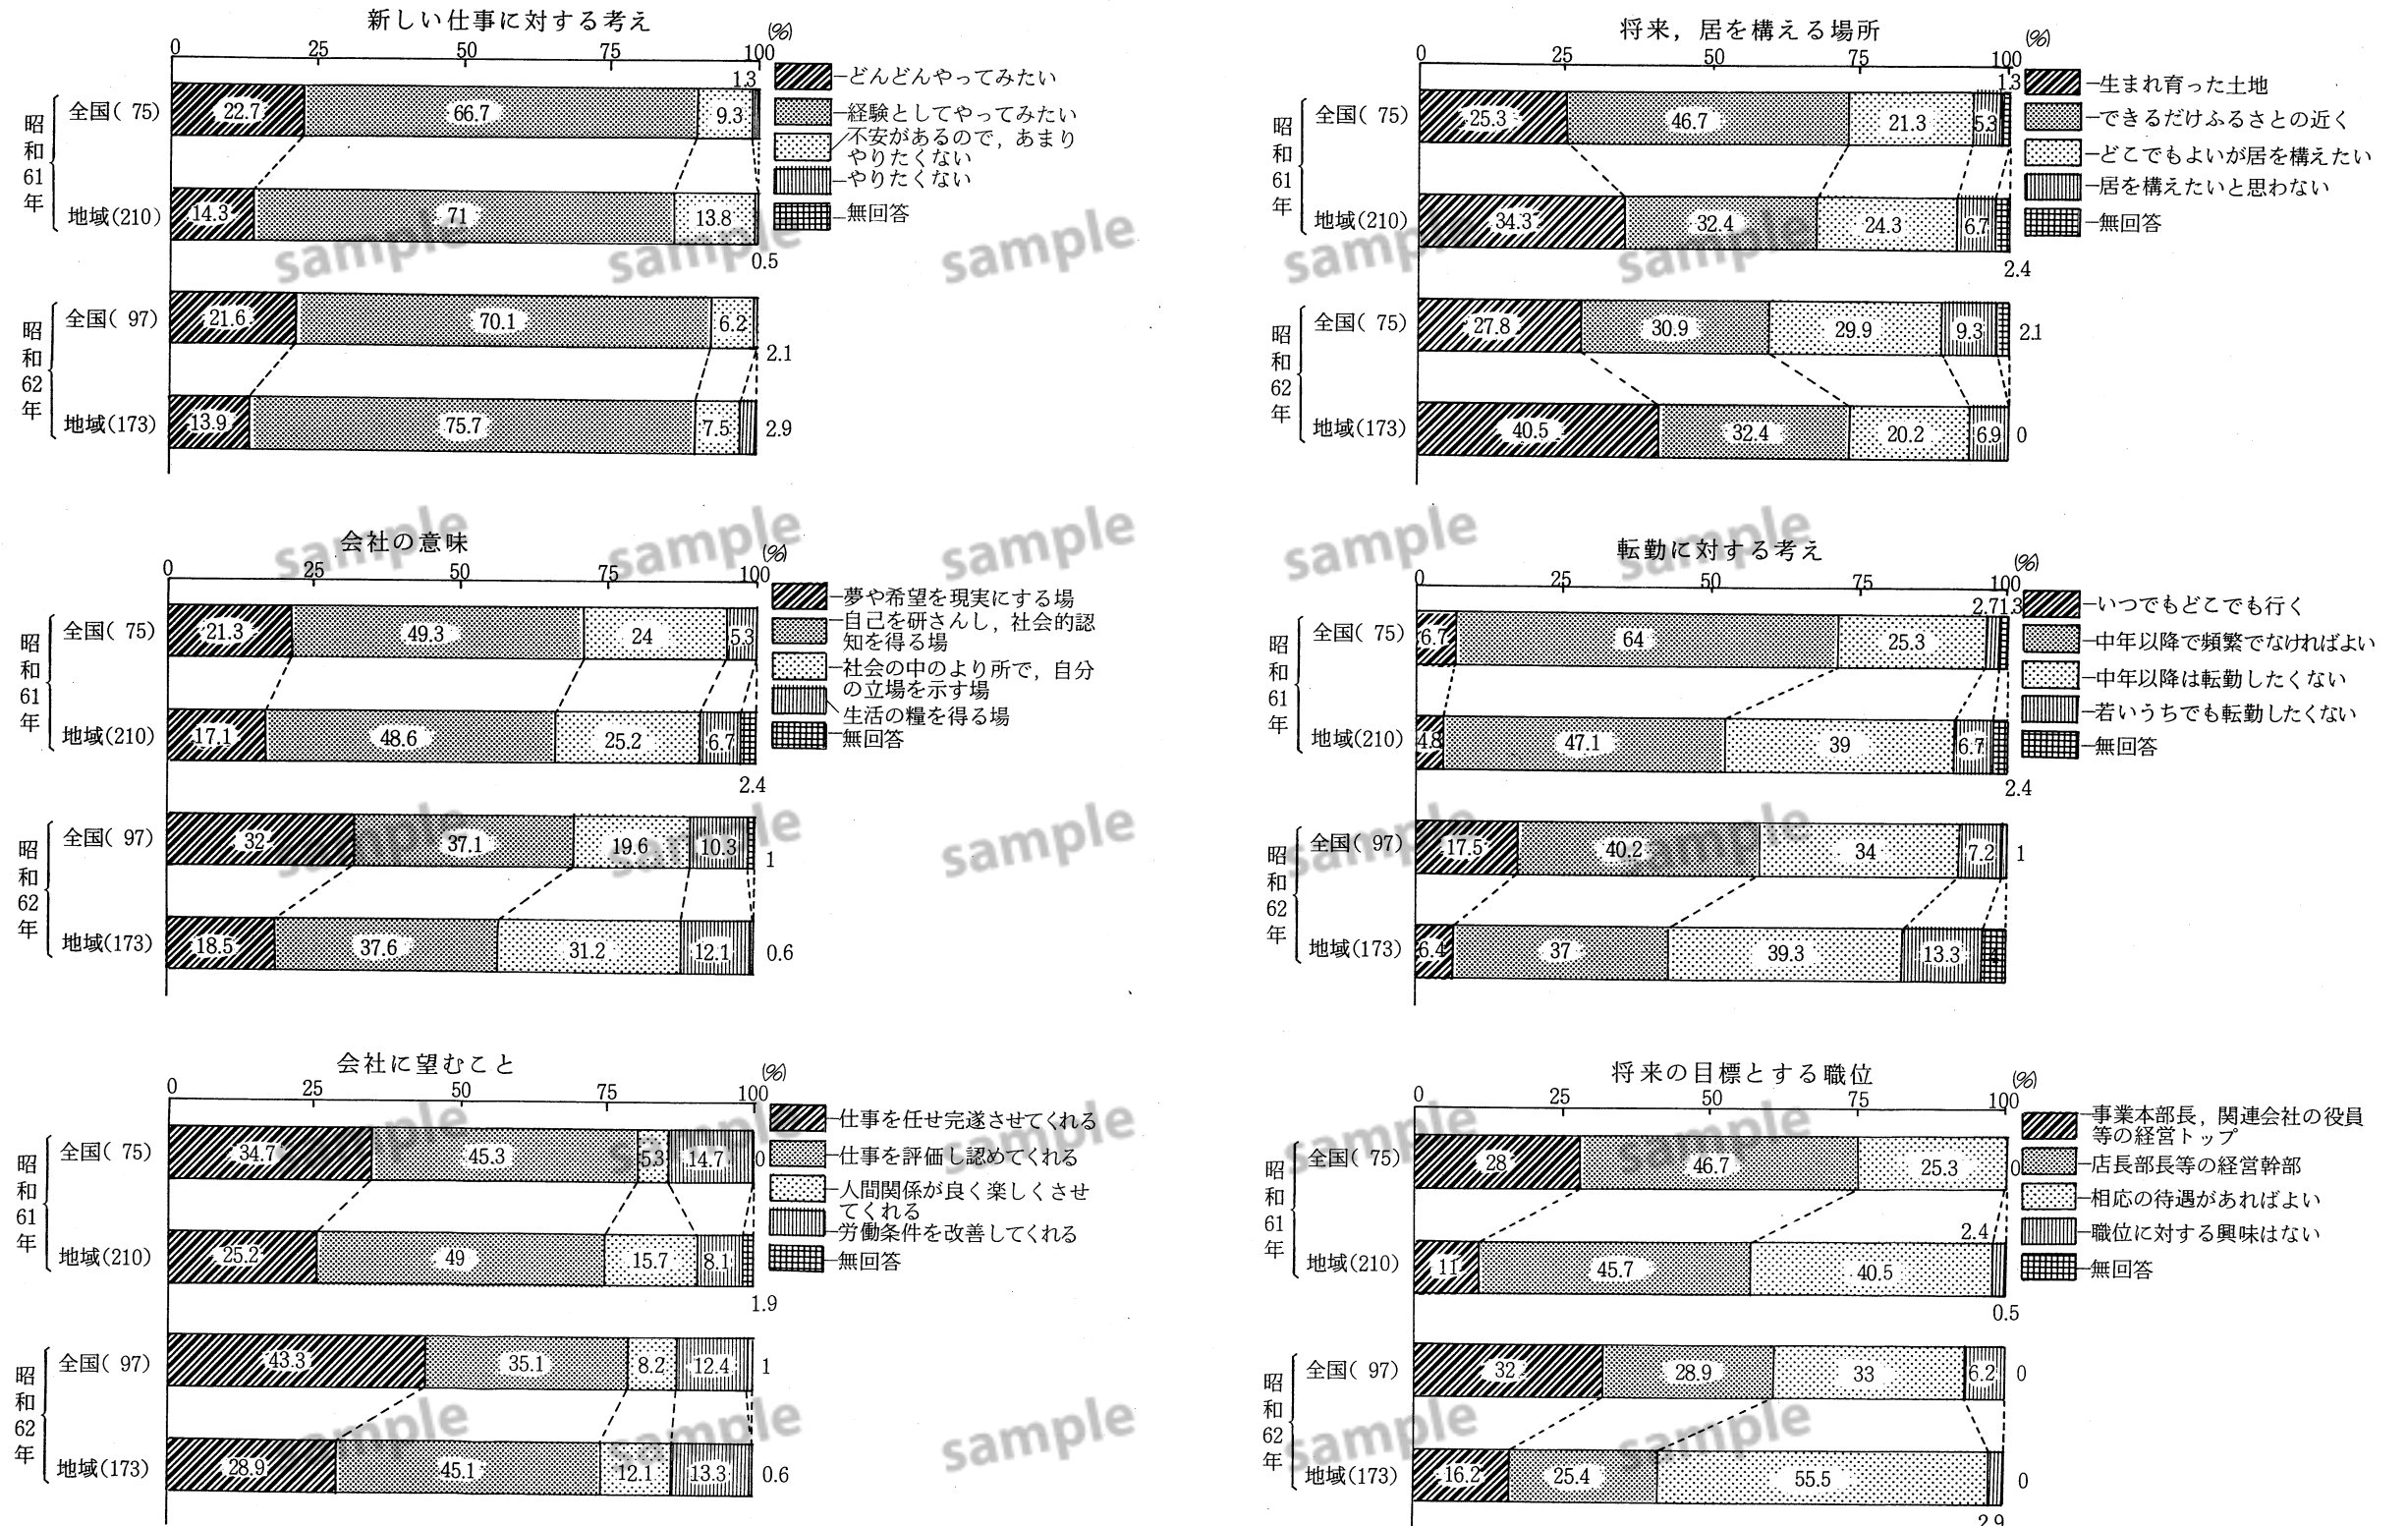 新しい仕事に対する考え
(%)
0 25 50 75 100
昭和61年
全国( 75) 22.7 66.7 9.3 1.3
地域(210) 14.3 71 13.8 0.5
昭和62年
全国( 97) 21.6 70.1 6.2 2.1
地域(173) 13.9 75.7 7.5 2.9
どんどんやってみたい
経験としてやってみたい
不安があるので，あまり
やりたくない
やりたくない
無回答
将来，居を構える場所
(%)
0 25 50 75 100
昭和61年
全国( 75) 25.3 46.7 21.3 5.3 1.3
地域(210) 34.3 32.4 24.3 6.7 2.4
昭和62年
全国( 75) 27.8 30.9 29.9 9.3 2.1
地域(173) 40.5 32.4 20.2 6.9 0
生まれ育った土地
できるだけふるさとの近く
どこでもよいが居を構えたい
居を構えたいと思わない
無回答
会社の意味
(%)
0 25 50 75 100
昭和61年
全国( 75) 21.3 49.3 24 5.3
地域(210) 17.1 48.6 25.2 6.7 2.4
昭和62年
全国( 97) 32 37.1 19.6 10.3 1
地域(173) 18.5 37.6 31.2 12.1 0.6
夢や希望を現実にする場
自己を研さんし，社会的認
知を得る場
社会の中のより所で，自分
の立場を示す場
生活の糧を得る場
無回答
転勤に対する考え
(%)
0 25 50 75 100
昭和61年
全国( 75) 6.7 64 25.3 2.7 1.3
地域(210) 4.8 47.1 39 6.7 2.4
昭和62年
全国( 97) 17.5 40.2 34 7.2 1
地域(173) 6.4 37 39.3 13.3
いつでもどこでも行く
中年以降で頻繁でなければよい
中年以降は転勤したくない
若いうちでも転勤したくない
無回答
会社に望むこと
(%)
0 25 50 75 100
昭和61年
全国( 75) 34.7 45.3 5.3 14.7 0
地域(210) 25.2 49 15.7 8.1 1.9
昭和62年
全国( 97) 43.3 35.1 8.2 12.4 1
地域(173) 28.9 45.1 12.1 13.3 0.6
仕事を任せ完遂させてくれる
仕事を評価し認めてくれる
人間関係が良く楽しくさせ
てくれる
労働条件を改善してくれる
無回答
将来の目標とする職位
(%)
0 25 50 75 100
昭和61年
全国( 75) 28 46.7 25.3 0
地域(210) 11 45.7 40.5 2.4 0.5
昭和62年
全国( 97) 32 28.9 33 6.2 0
地域(173) 16.2 25.4 55.5 0
2.9
事業本部長，関連会社の役員
等の経営トップ
店長部長等の経営幹部
相応の待遇があればよい
職位に対する興味はない
無回答
sample sample sample sample sample
sample sample sample sample sample
sample sample sample sample sample
sample sample sample sample sample
sample sample sample sample sample